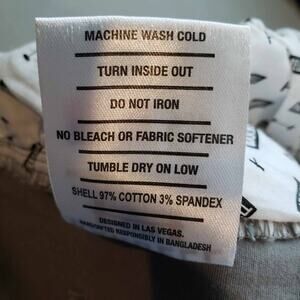 MACHINE WASH COLD
TURN INSIDE OUT
DO NOT IRON
NO BLEACH OR FABRIC SOFTENER
TUMBLE DRY ON LOW
SHELL 97% COTTON 3% SPANDEX
DESIGNED IN LAS VEGAS.
HANDCRAFTED RESPONSIBLY IN BANGLADESH